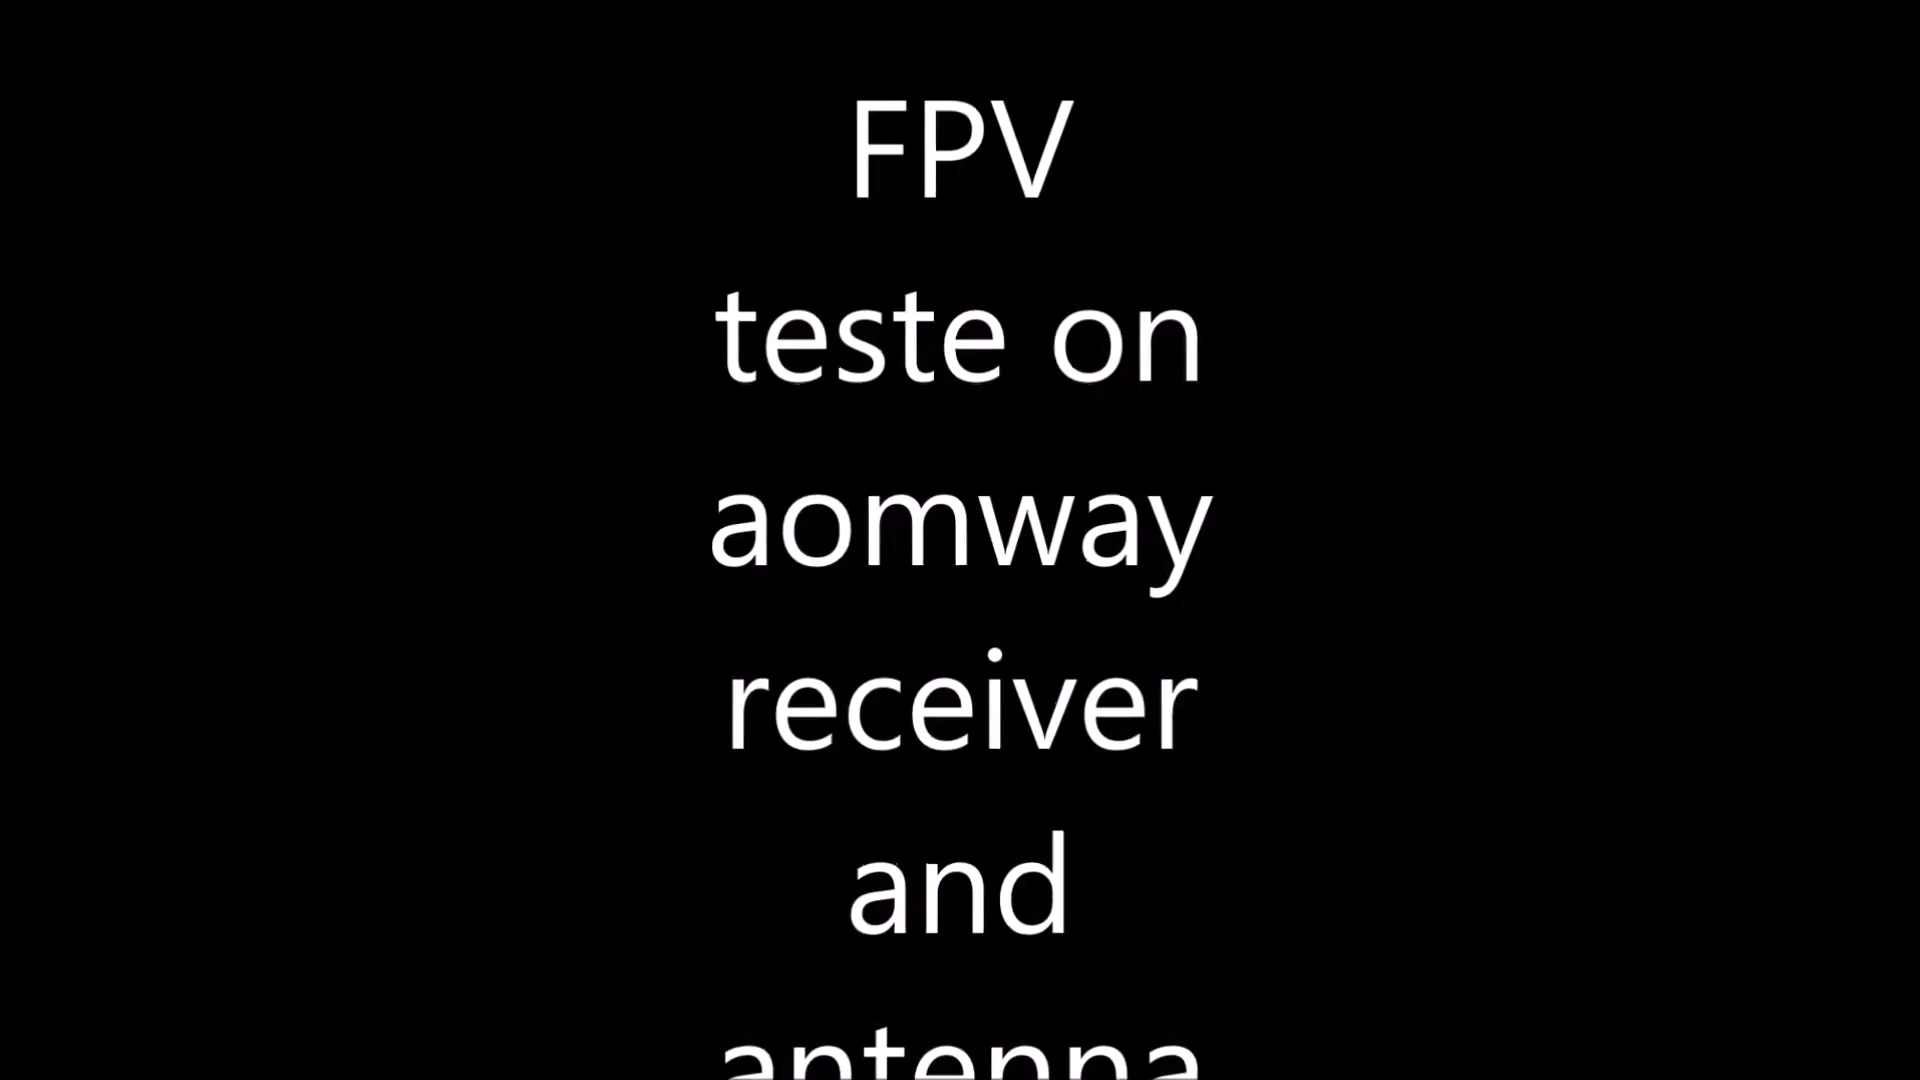 FPV
teste on
aomway
receiver
and
antenna